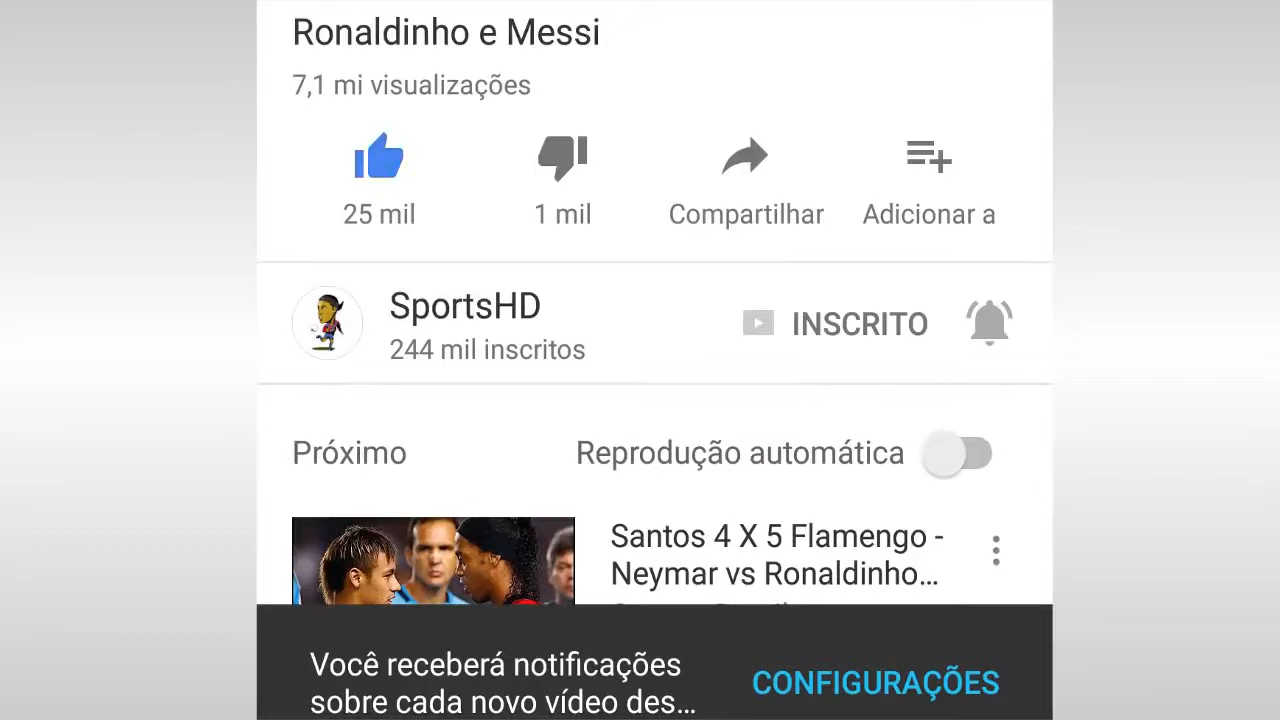 Ronaldinho e Messi
7,1 mi visualizações
25 mil
1 mil
Compartilhar
Adicionar a
SportsHD
244 mil inscritos
INSCRITO
Próximo
Reprodução automática
Santos 4 X 5 Flamengo -
Neymar vs Ronaldinho...
Você receberá notificações
sobre cada novo vídeo des...
CONFIGURAÇÕES